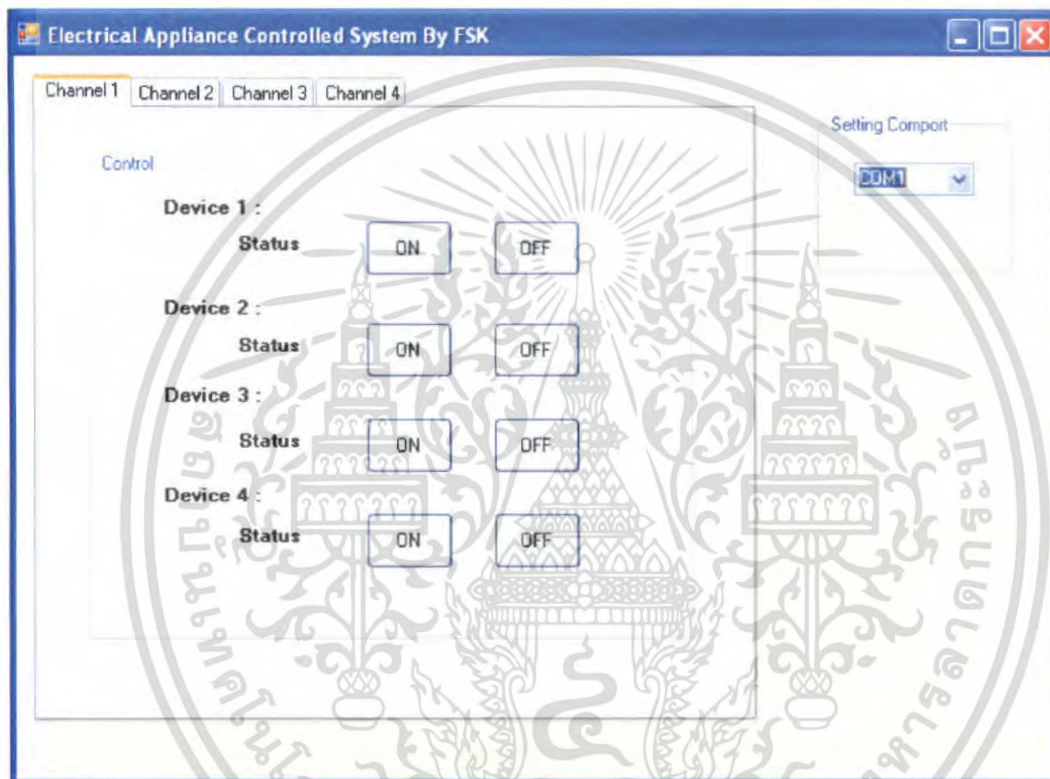 Electrical Appliance Controlled System By FSK
Channel 1 Channel 2 Channel 3 Channel 4
Setting Comport
COM1
Control
Device 1 :
Status ON OFF
Device 2 :
Status ON OFF
Device 3 :
Status ON OFF
Device 4 :
Status ON OFF